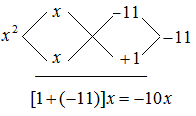 x -11
x² -11
x +1
[1+(-11)]x=-10x